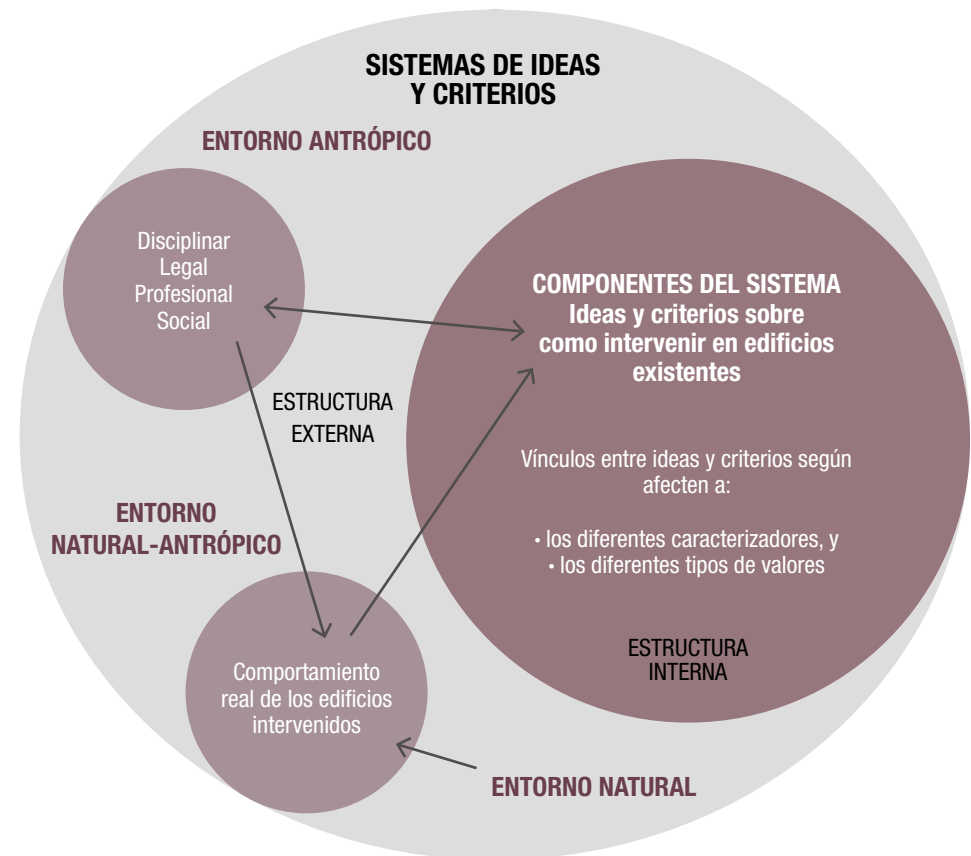 SISTEMAS DE IDEAS
Y CRITERIOS
ENTORNO ANTRÓPICO
Disciplinar
Legal
Profesional
Social
COMPONENTES DEL SISTEMA
Ideas y criterios sobre
como intervenir en edificios
existentes
ESTRUCTURA
EXTERNA
Vínculos entre ideas y criterios según
afecten a:
• los diferentes caracterizadores, y
• los diferentes tipos de valores
ENTORNO
NATURAL-ANTRÓPICO
ESTRUCTURA
INTERNA
Comportamiento
real de los edificios
intervenidos
ENTORNO NATURAL